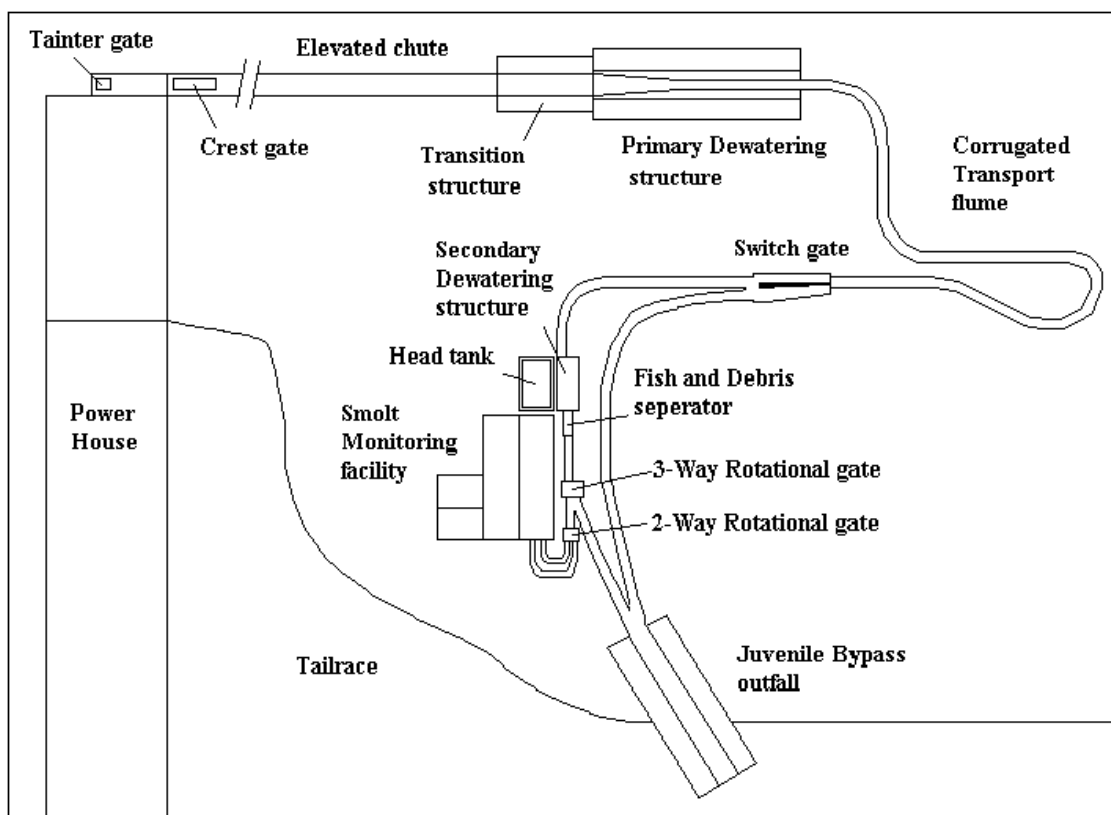 Tainter gate
Elevated chute
Crest gate
Transition
structure
Primary Dewatering
structure
Corrugated
Transport
flume
Switch gate
Secondary
Dewatering
structure
Head tank
Fish and Debris
seperator
Power
House
Smolt
Monitoring
facility
3-Way Rotational gate
2-Way Rotational gate
Tailrace
Juvenile Bypass
outfall